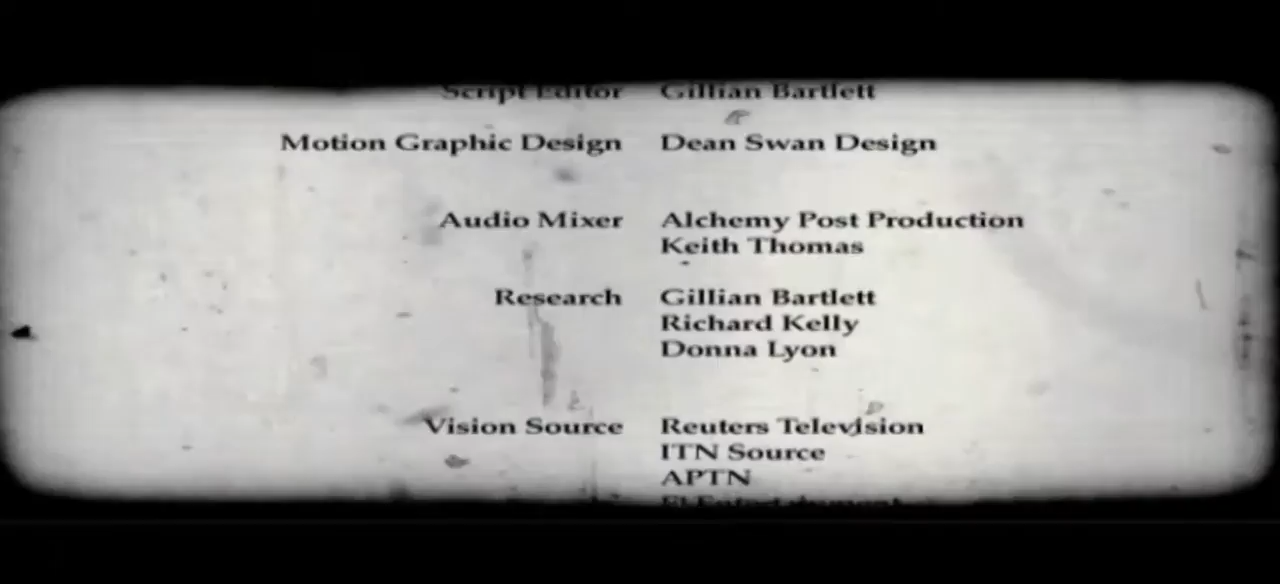 Script Editor Gillian Bartlett
Motion Graphic Design Dean Swan Design
Audio Mixer Alchemy Post Production
Keith Thomas
Research Gillian Bartlett
Richard Kelly
Donna Lyon
Vision Source Reuters Television
ITN Source
APTN